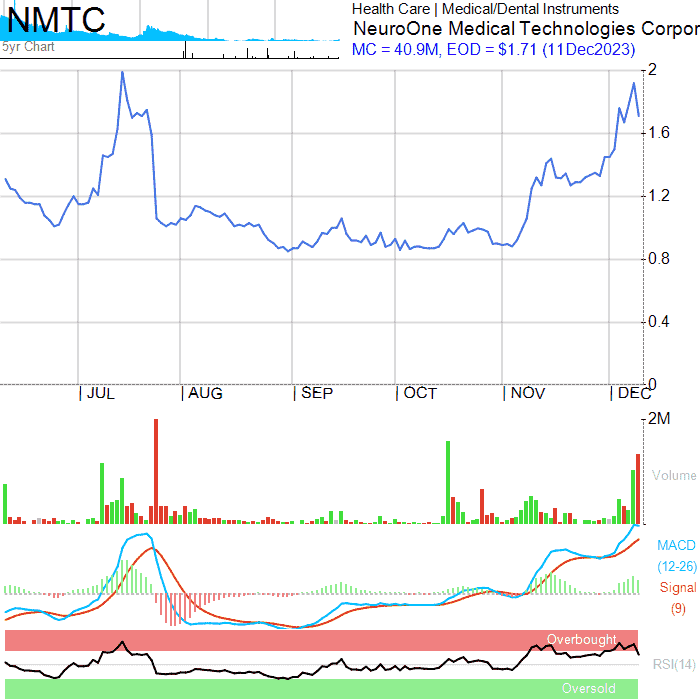 NMTC
5yr Chart
Health Care | Medical/Dental Instruments
NeuroOne Medical Technologies Corpor
MC = 40.9M, EOD = $1.71 (11Dec2023)
2
1.6
1.2
0.8
0.4
0
| JUL | AUG | SEP | OCT | NOV | DEC
2M
Volume
MACD
(12-26)
Signal
(9)
Overbought
RSI(14)
Oversold